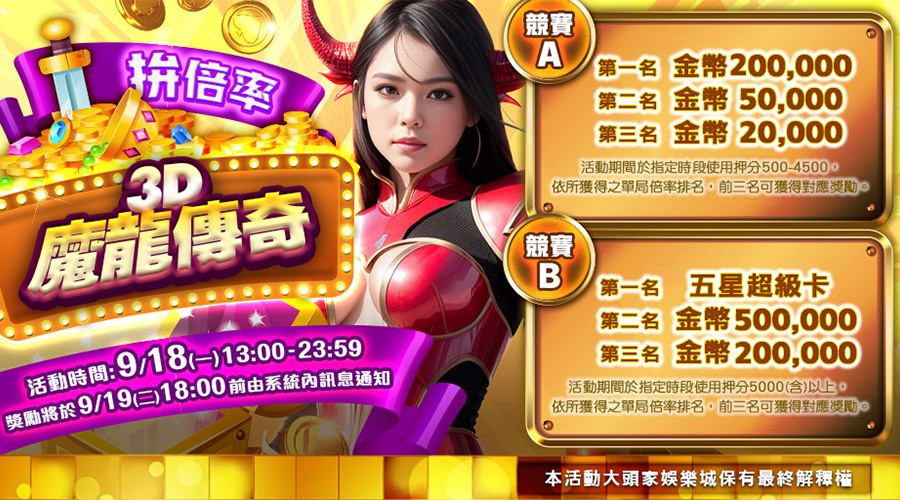 拚倍率
3D
魔龍傳奇
活動時間:9/18(一)13:00-23:59
獎勵將於9/19(二)18:00前由系統內訊息通知
競賽
A
第一名 金幣200,000
第二名 金幣 50,000
第三名 金幣 20,000
活動期間於指定時段使用押分500-4500，
依所獲得之單局倍率排名，前三名可獲得對應獎勵。
競賽
B
第一名 五星超級卡
第二名 金幣500,000
第三名 金幣200,000
活動期間於指定時段使用押分5000(含)以上，
依所獲得之單局倍率排名，前三名可獲得對應獎勵。
本活動大頭家娛樂城保有最終解釋權